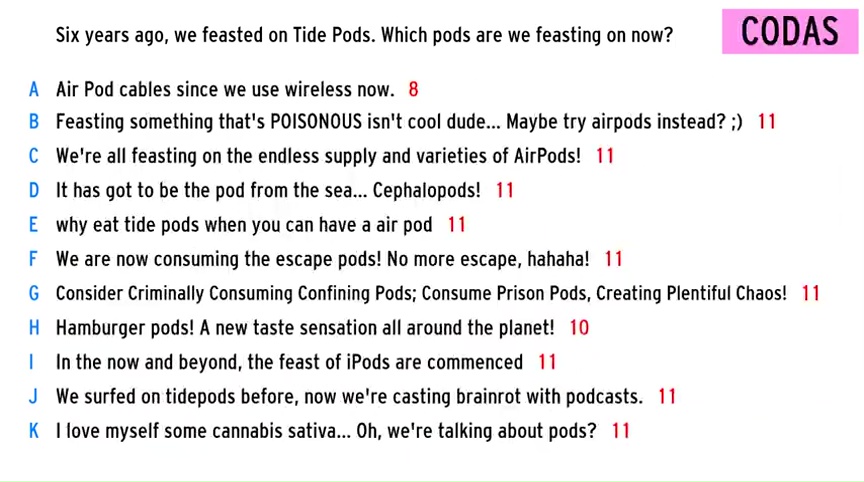 Six years ago, we feasted on Tide Pods. Which pods are we feasting on now?
CODAS
A Air Pod cables since we use wireless now. 8
B Feasting something that's POISONOUS isn't cool dude... Maybe try airpods instead? ;) 11
C We're all feasting on the endless supply and varieties of AirPods! 11
D It has got to be the pod from the sea... Cephalopods! 11
E why eat tide pods when you can have a air pod 11
F We are now consuming the escape pods! No more escape, hahaha! 11
G Consider Criminally Consuming Confining Pods; Consume Prison Pods, Creating Plentiful Chaos! 11
H Hamburger pods! A new taste sensation all around the planet! 10
I In the now and beyond, the feast of iPods are commenced 11
J We surfed on tidepods before, now we're casting brainrot with podcasts. 11
K I love myself some cannabis sativa... Oh, we're talking about pods? 11